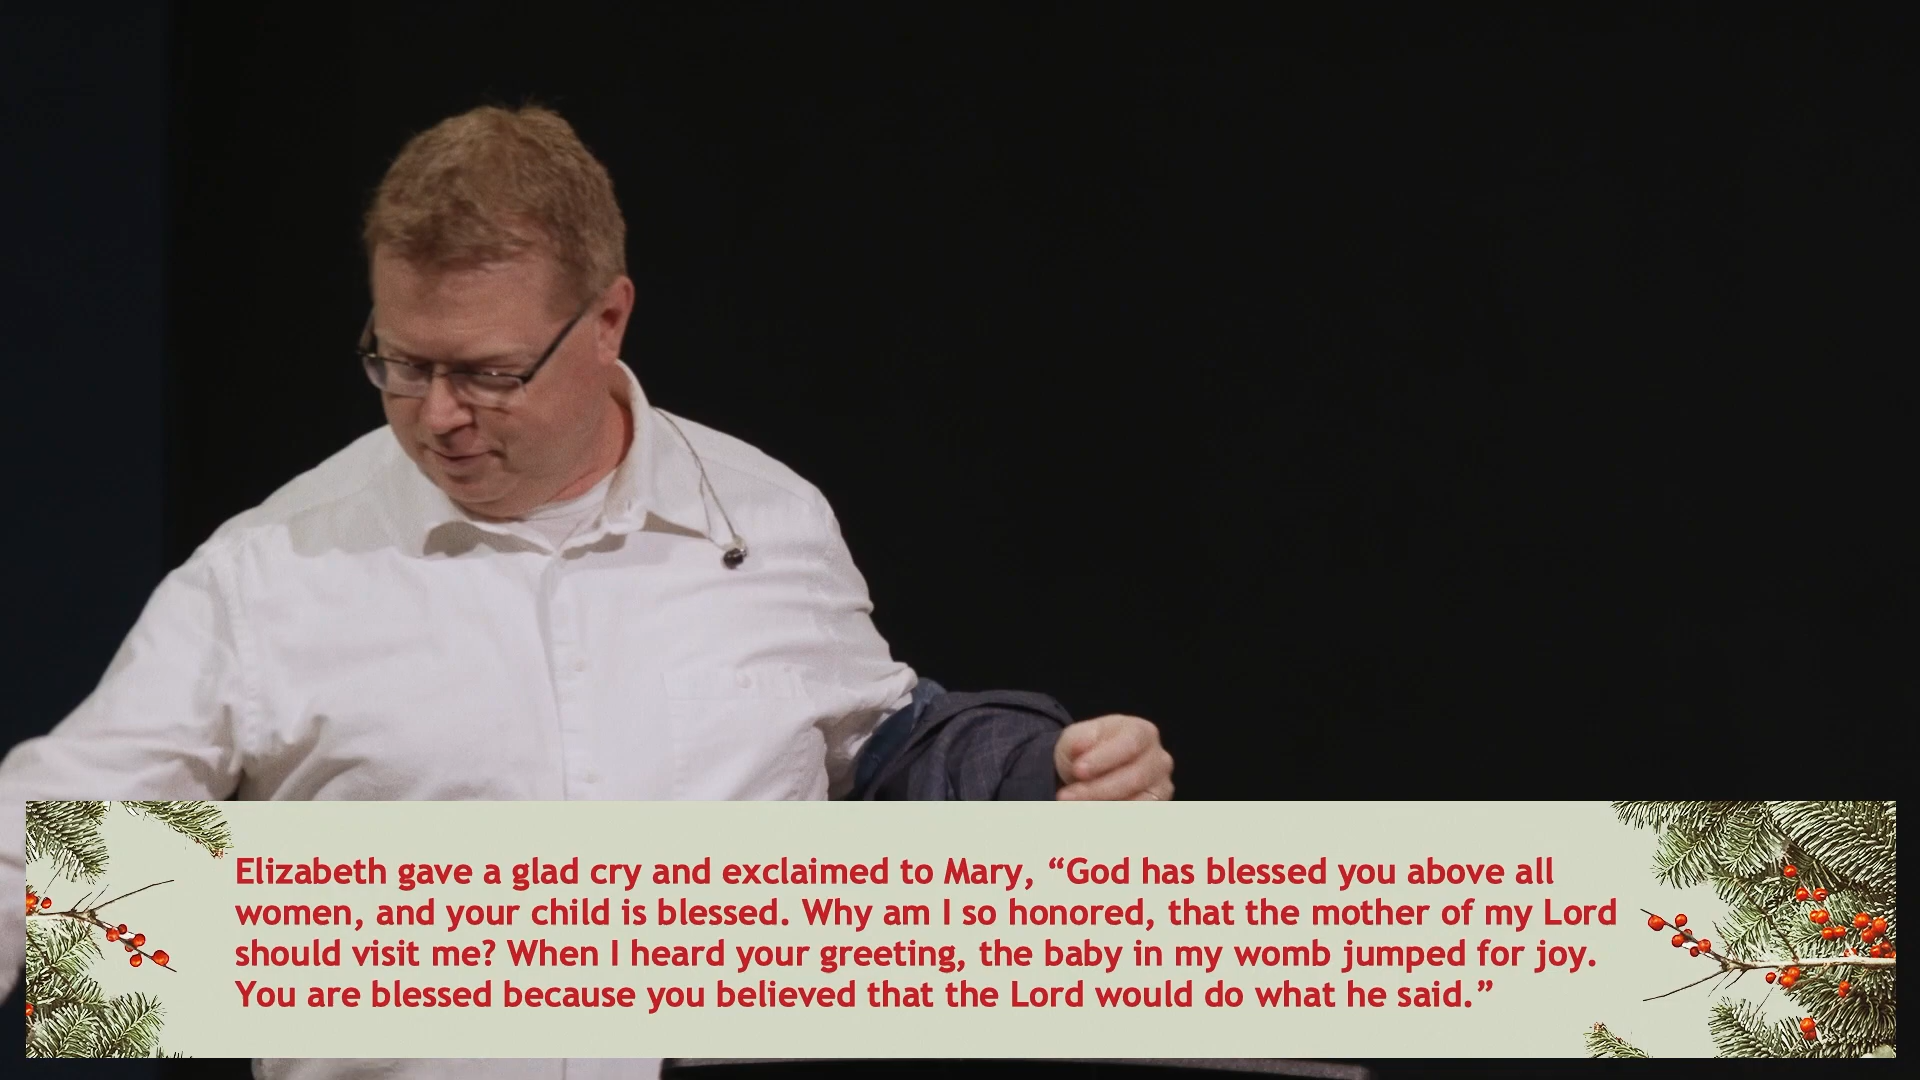 Elizabeth gave a glad cry and exclaimed to Mary, “God has blessed you above all
women, and your child is blessed. Why am I so honored, that the mother of my Lord
should visit me? When I heard your greeting, the baby in my womb jumped for joy.
You are blessed because you believed that the Lord would do what he said.”